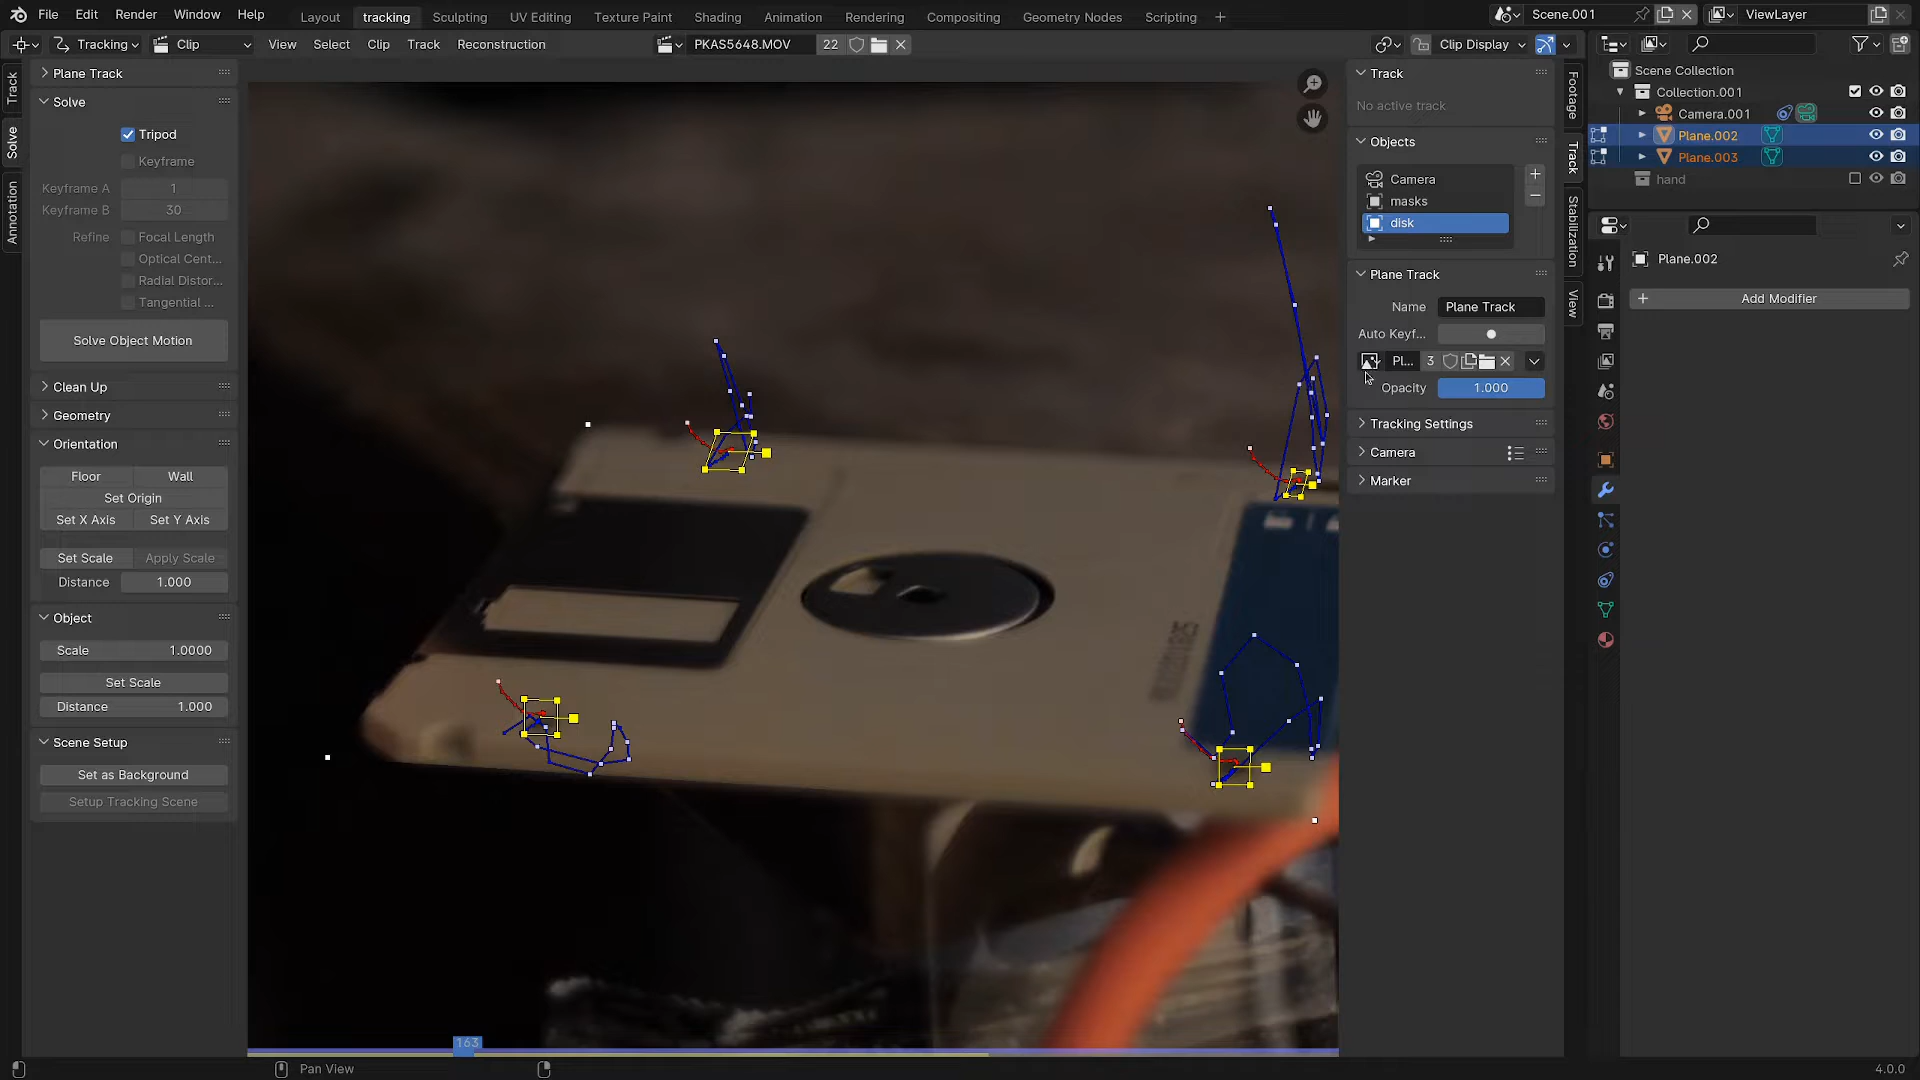 File Edit Render Window Help Layout tracking Sculpting UV Editing Texture Paint Shading Animation Rendering Compositing Geometry Nodes Scripting + Scene.001 ViewLayer
Tracking Clip View Select Clip Track Reconstruction PKAS5648.MOV 22 Clip Display
Track
Solve
Annotation
Plane Track
Solve
Tripod
Keyframe
Keyframe A 1
Keyframe B 30
Refine Focal Length
Optical Cent...
Radial Distor...
Tangential ...
Solve Object Motion
Clean Up
Geometry
Orientation
Floor Wall
Set Origin
Set X Axis Set Y Axis
Set Scale Apply Scale
Distance 1.000
Object
Scale 1.0000
Set Scale
Distance 1.000
Scene Setup
Set as Background
Setup Tracking Scene
163
Track
No active track
Objects
Camera
masks
disk
Plane Track
Name Plane Track
Auto Keyf...
Pl... 3
Opacity 1.000
Tracking Settings
Camera
Marker
Footage
Track
Stabilization
View
Scene Collection
Collection.001
Camera.001
Plane.002
Plane.003
hand
Plane.002
+ Add Modifier
Pan View
4.0.0